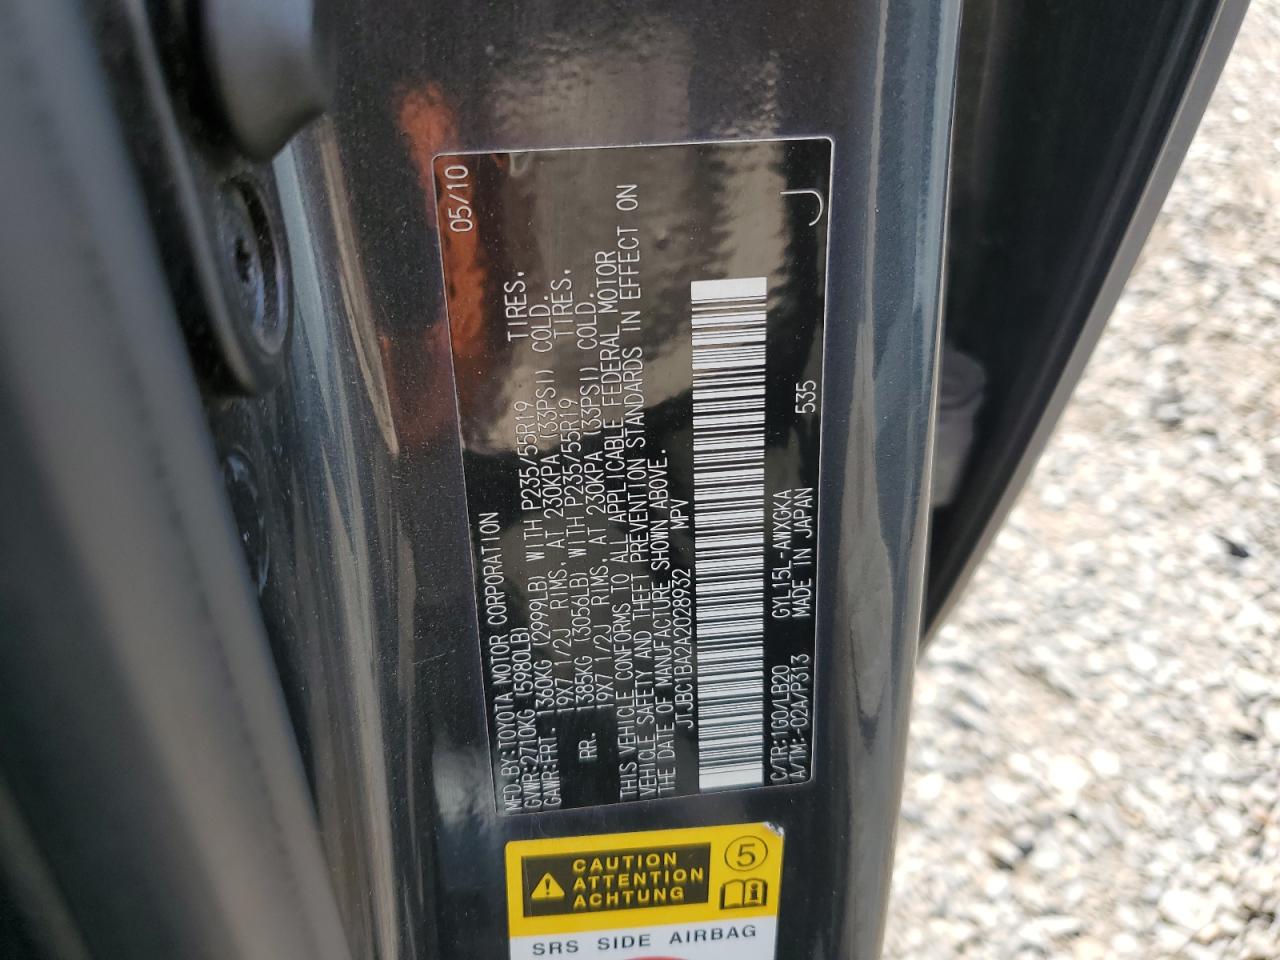 MFD.BY:TOYOTA MOTOR CORPORATION 05/10
GVWR:2710KG (5980LB)
GAWR:FRT. 1360KG (2999LB) WITH P235/55R19 TIRES.
19X7 1/2J RIMS, AT 230KPA (33PSI) COLD.
RR. 1385KG (3056LB) WITH P235/55R19 TIRES.
19X7 1/2J RIMS, AT 230KPA (33PSI) COLD.
THIS VEHICLE CONFORMS TO ALL APPLICABLE FEDERAL MOTOR
VEHICLE SAFETY AND THEFT PREVENTION STANDARDS IN EFFECT ON
THE DATE OF MANUFACTURE SHOWN ABOVE.
JTJBC1BA2A2028932 MPV
C/TR:1G0/LB20 GYL15L-AWXGKA
A/TM:-02A/P313 MADE IN JAPAN 535 J
CAUTION
ATTENTION
ACHTUNG
5
SRS SIDE AIRBAG